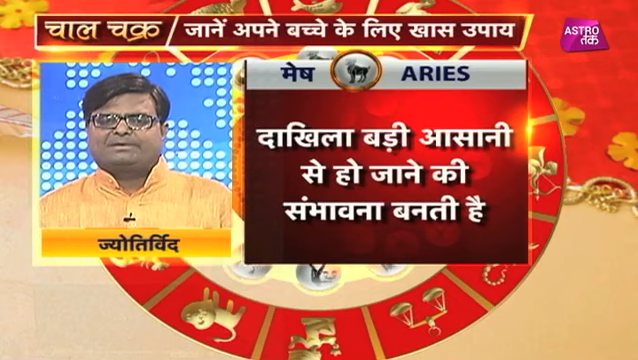 चाल चक्र
जानें अपने बच्चे के लिए खास उपाय
ASTRO
तक
मेष ARIES
दाखिला बड़ी आसानी
से हो जाने की
संभावना बनती है
ज्योतिर्विद